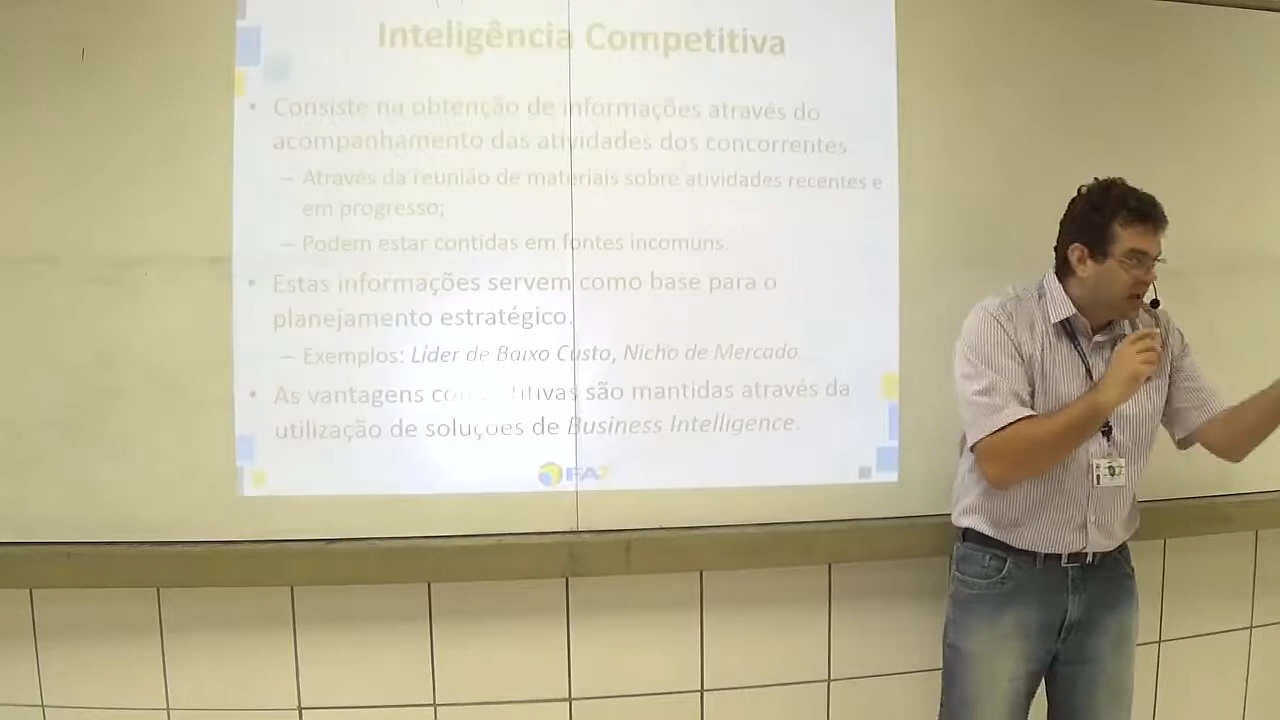 Inteligência Competitiva
• Consiste na obtenção de informações através do
acompanhamento das atividades dos concorrentes
– Através da reunião de materiais sobre atividades recentes e
em progresso;
– Podem estar contidas em fontes incomuns.
• Estas informações servem como base para o
planejamento estratégico.
– Exemplos: Líder de Baixo Custo, Nicho de Mercado.
• As vantagens são mantidas através da
utilização de soluções de Business Intelligence.
FA7